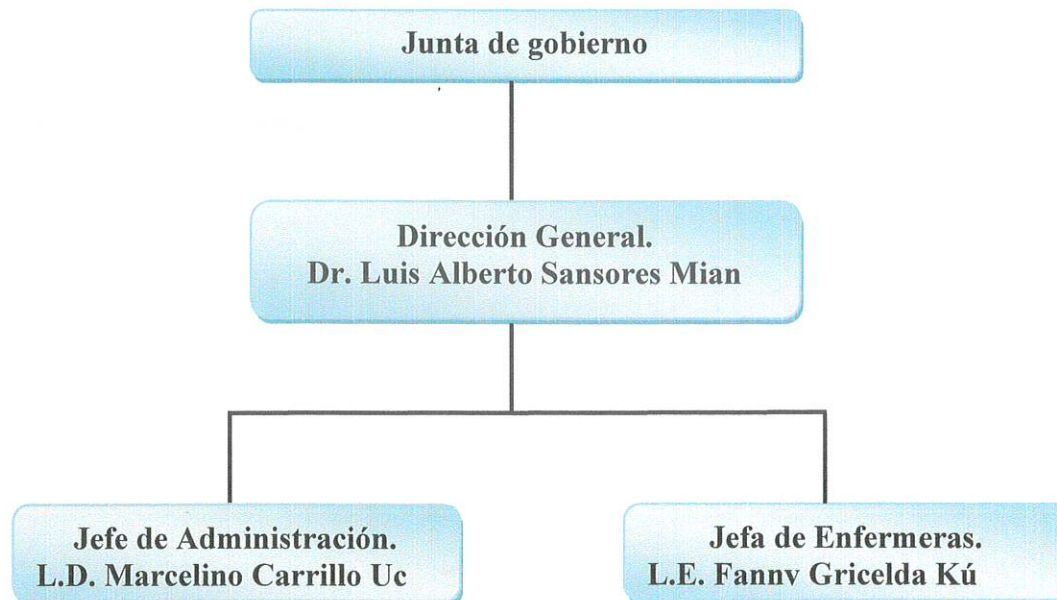 Junta de gobierno
Dirección General.
Dr. Luis Alberto Sansores Mian
Jefe de Administración.
L.D. Marcelino Carrillo Uc
Jefa de Enfermeras.
L.E. Fanny Gricelda Kú